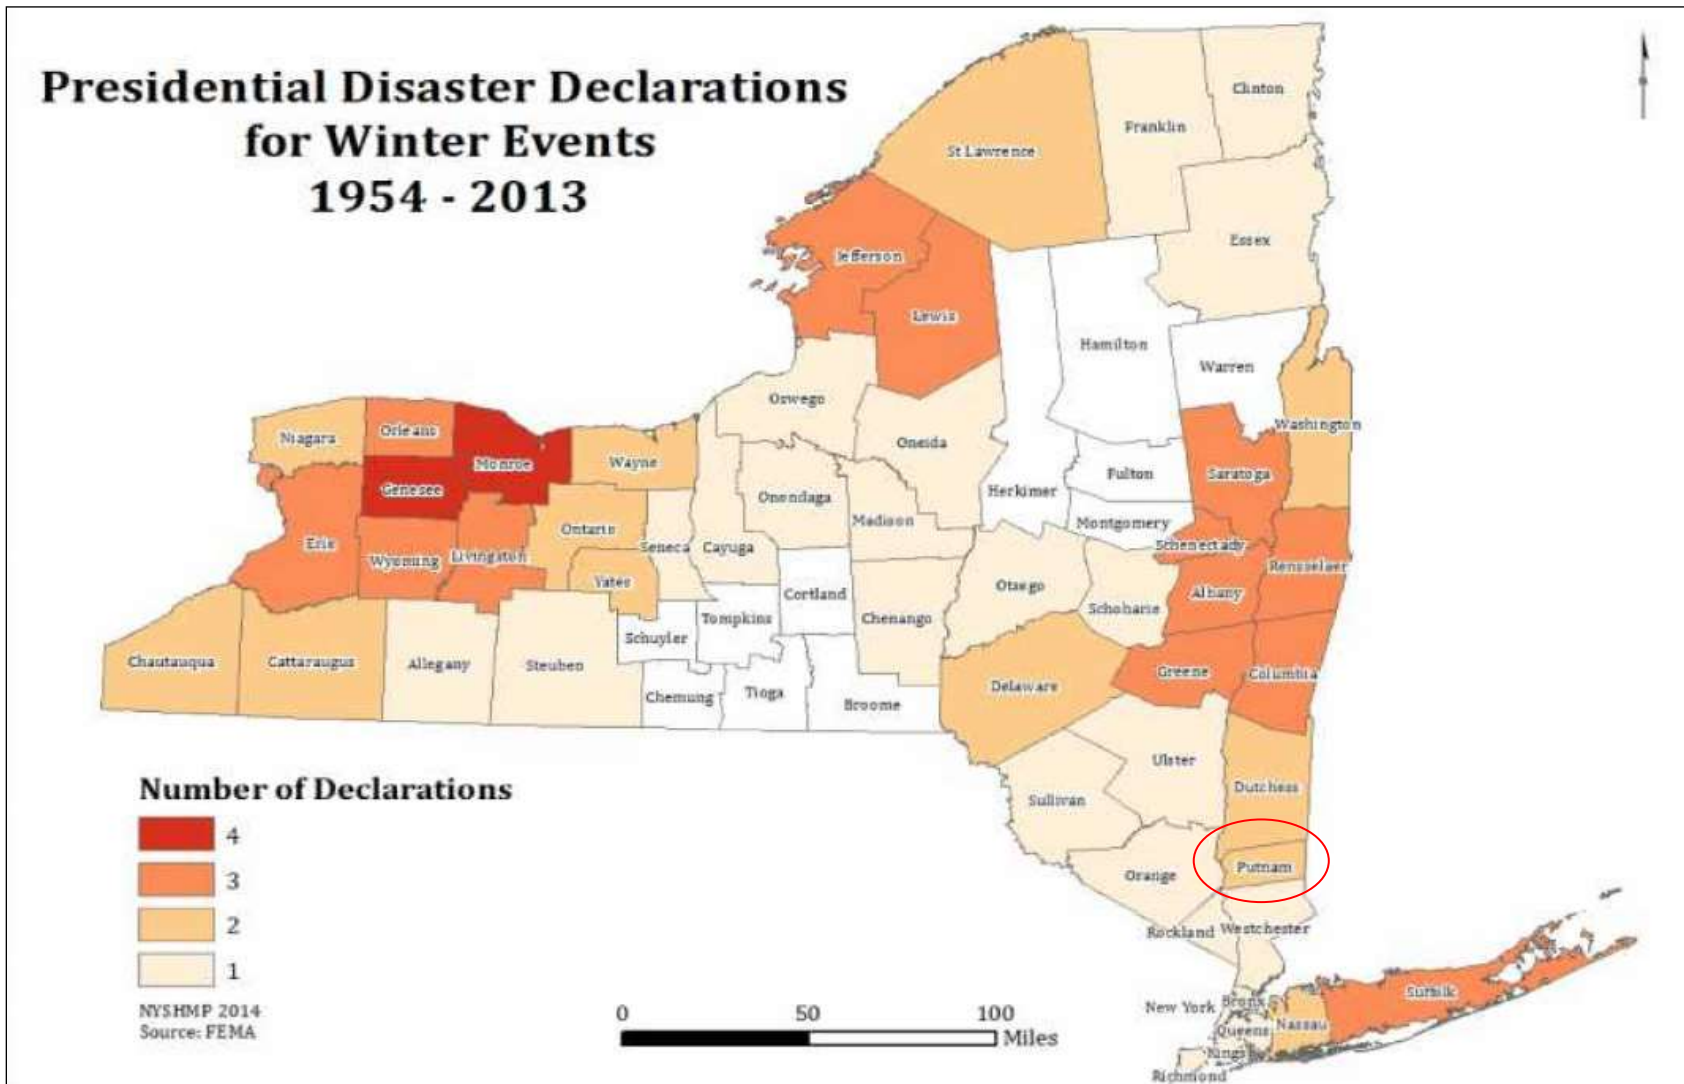 Presidential Disaster Declarations
for Winter Events
1954 - 2013
Clinton
Franklin
St Lawrence
Essex
Jefferson
Lewis
Hamilton
Warren
Oswego
Washington
Niagara
Orleans
Oneida
Monroe
Wayne
Fulton
Saratoga
Genesee
Herkimer
Onondaga
Madison
Montgomery
Ontario
Erie
Wyoming
Livingston
Seneca
Cayuga
Schenectady
Rensselaer
Yates
Otsego
Cortland
Albany
Schoharie
Tompkins
Chenango
Schuyler
Chautauqua
Cattaraugus
Allegany
Steuben
Greene
Columbia
Delaware
Chemung
Tioga
Broome
Ulster
Dutchess
Sullivan
Putnam
Orange
Rockland
Westchester
Suffolk
New York
Bronx
Nassau
Queens
Kings
Richmond
Number of Declarations
4
3
2
1
NYSHMP 2014
Source: FEMA
0 50 100
Miles